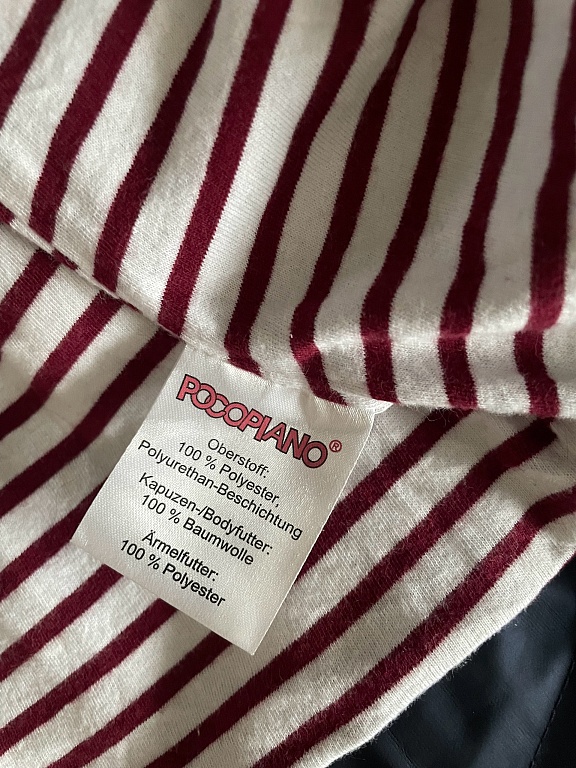 POCOPIANO®
Oberstoff:
100 % Polyester,
Polyurethan-Beschichtung
Kapuzen-/Bodyfutter:
100 % Baumwolle
Ärmelfutter:
100 % Polyester